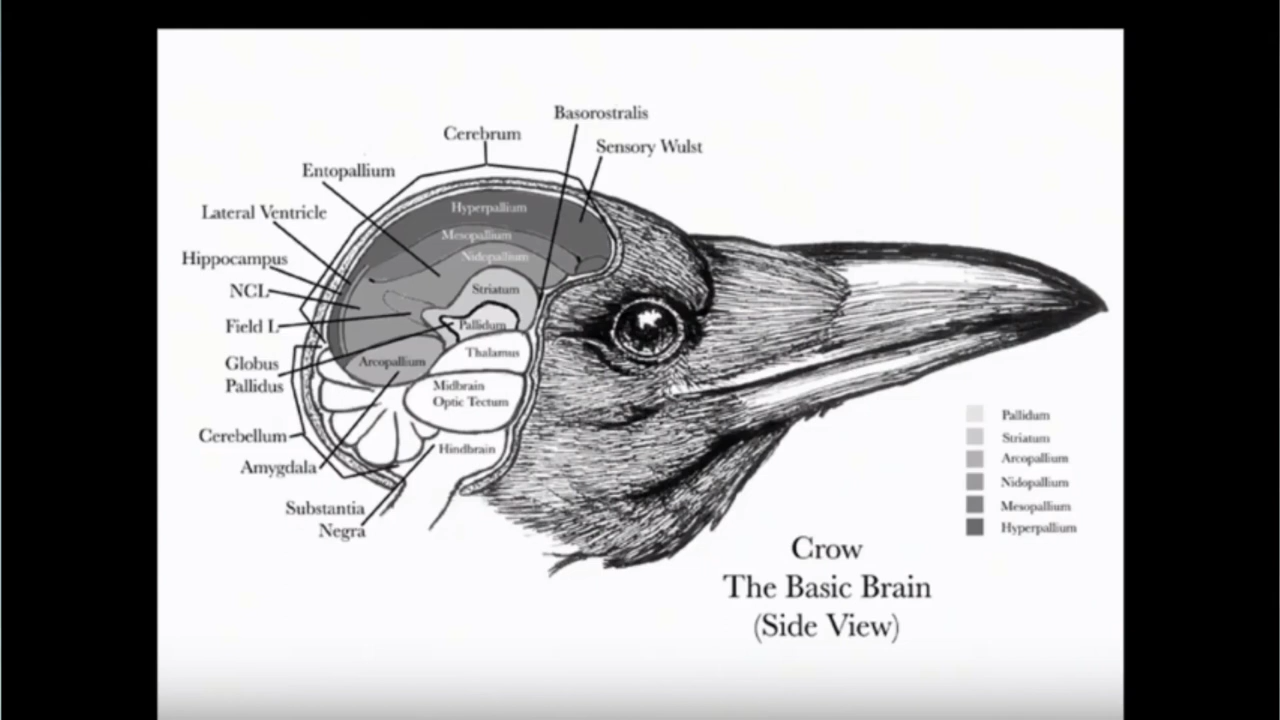 Basorostralis
Cerebrum
Sensory Wulst
Entopallium
Lateral Ventricle
Hippocampus
NCL
Field L
Globus
Pallidus
Cerebellum
Amygdala
Substantia
Negra
Hyperpallium
Mesopallium
Nidopallium
Striatum
Pallidum
Thalamus
Arcopallium
Midbrain
Optic Tectum
Hindbrain
Pallidum
Striatum
Arcopallium
Nidopallium
Mesopallium
Hyperpallium
Crow
The Basic Brain
(Side View)